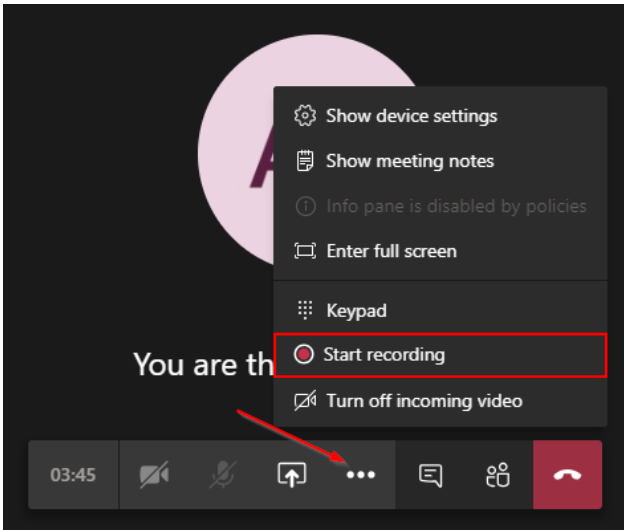 Show device settings
Show meeting notes
Info pane is disabled by policies
Enter full screen
Keypad
Start recording
You are th
Turn off incoming video
03:45